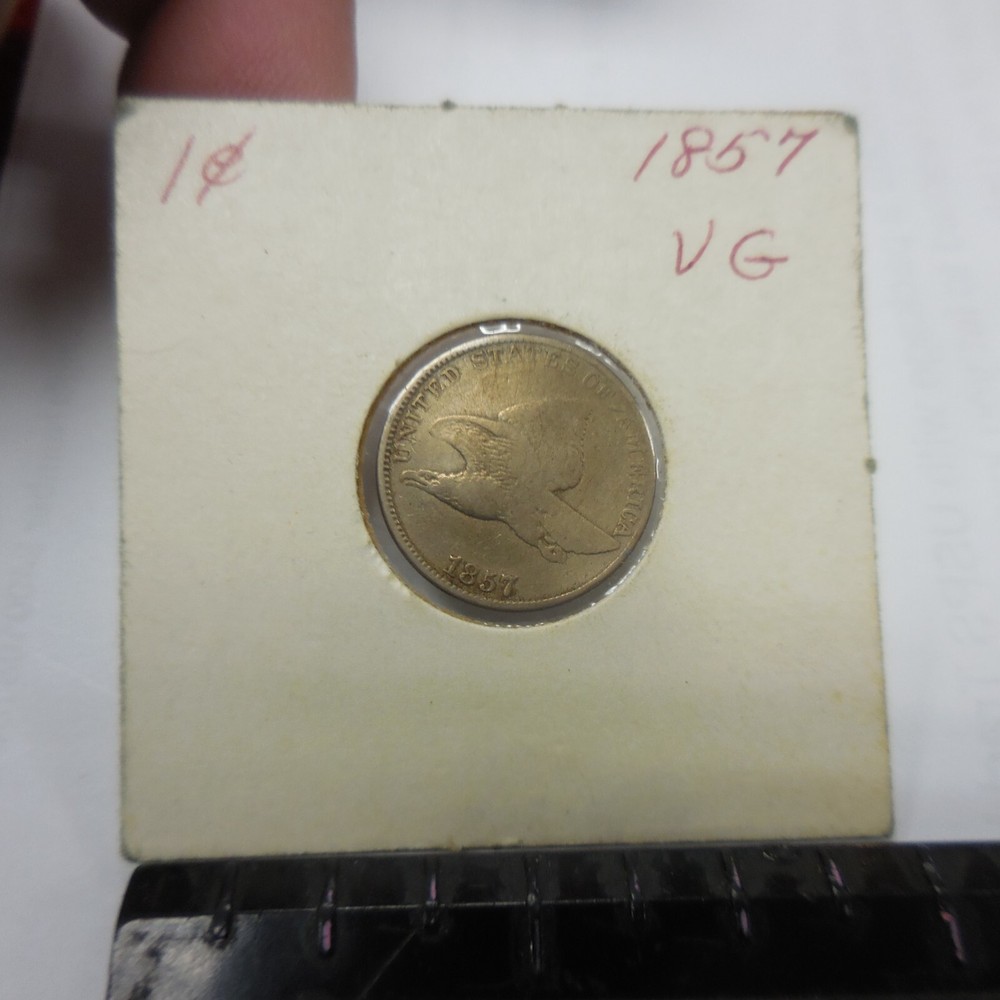 1¢ 1857
VG
UNITED STATES OF AMERICA
1857